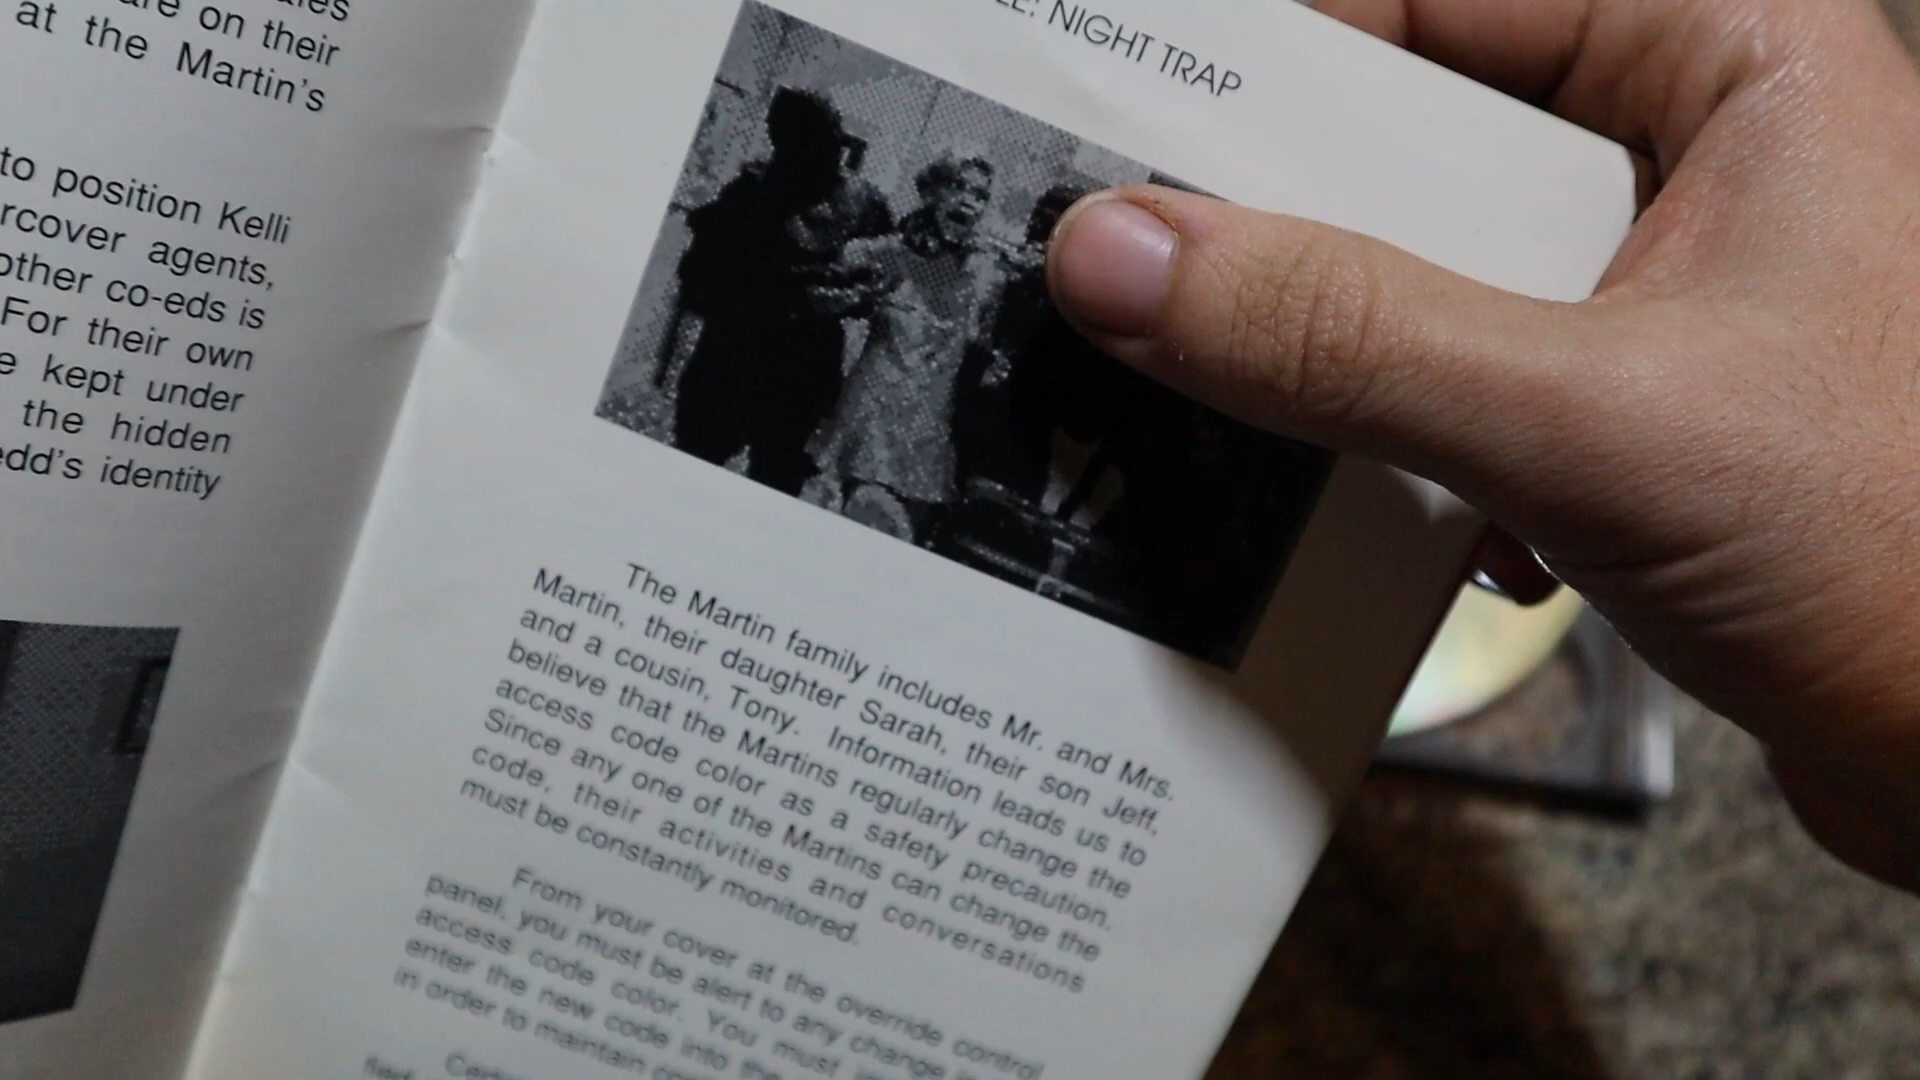 are on their
at the Martin's
to position Kelli
rcover agents,
other co-eds is
For their own
e kept under
the hidden
edd's identity
: NIGHT TRAP
The Martin family includes Mr. and Mrs.
Martin, their daughter Sarah, their son Jeff,
and a cousin, Tony. Information leads us to
believe that the Martins regularly change the
access code color as a safety precaution.
Since any one of the Martins can change the
code, their activities and conversations
must be constantly monitored.
From your cover at the override control
panel, you must be alert to any change
access code color. You must
enter the new code into the
in order to maintain